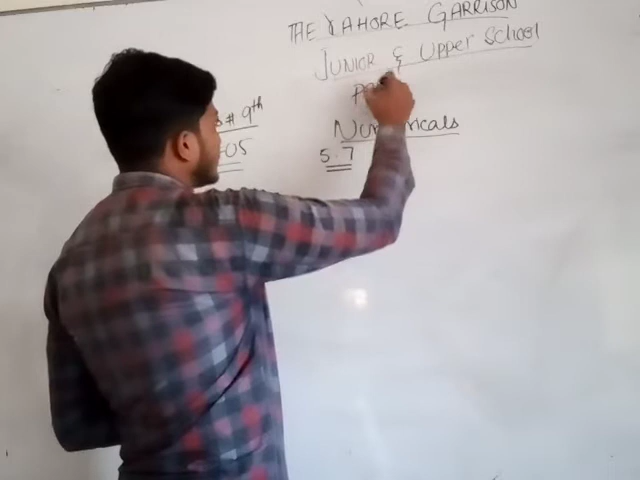 THE LAHORE GARRISON
JUNIOR & Upper School
# 9th
05
Numericals
5.7